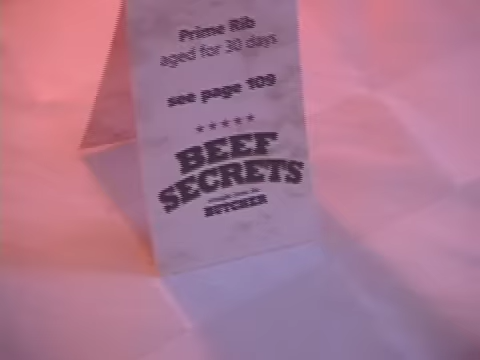 Prime Rib
aged for 30 days
see page 109
BEEF
SECRETS
BUTCHER